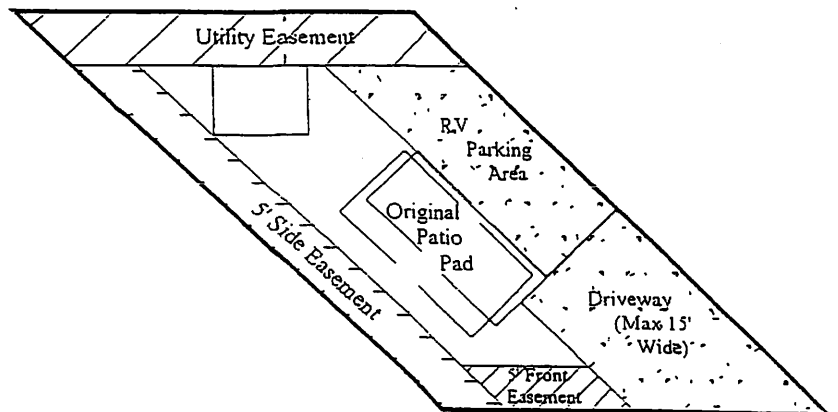 Utility Easement
RV
Parking
Area
Original
Patio
Pad
5' Side Easement
Driveway
(Max 15'
Wide)
5' Front
Easement